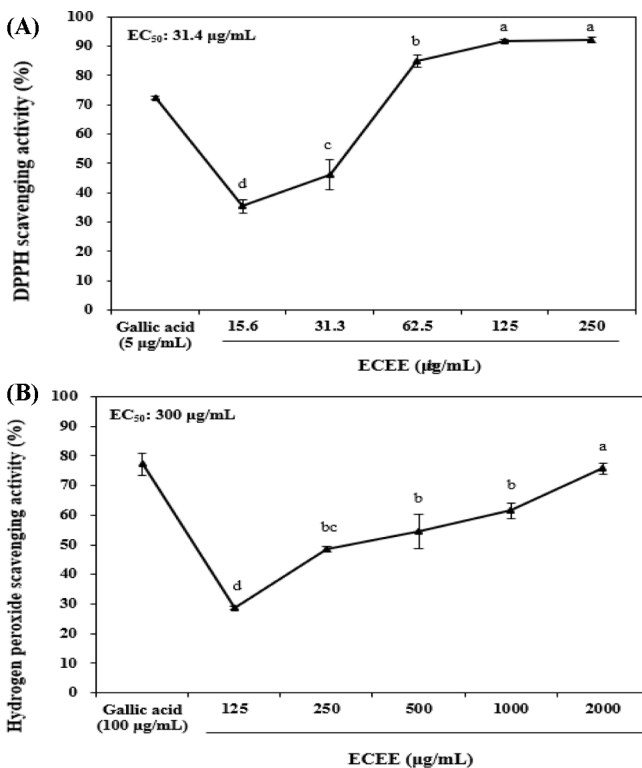 (A)
EC50: 31.4 µg/mL
DPPH scavenging activity (%)
100
90
80
70
60
50
40
30
20
10
0
d
c
b
a
a
Gallic acid
(5 µg/mL)
15.6
31.3
62.5
125
250
ECEE (µg/mL)
(B)
EC50: 300 µg/mL
Hydrogen peroxide scavenging activity (%)
100
90
80
70
60
50
40
30
20
10
0
d
bc
b
b
a
Gallic acid
(100 µg/mL)
125
250
500
1000
2000
ECEE (µg/mL)